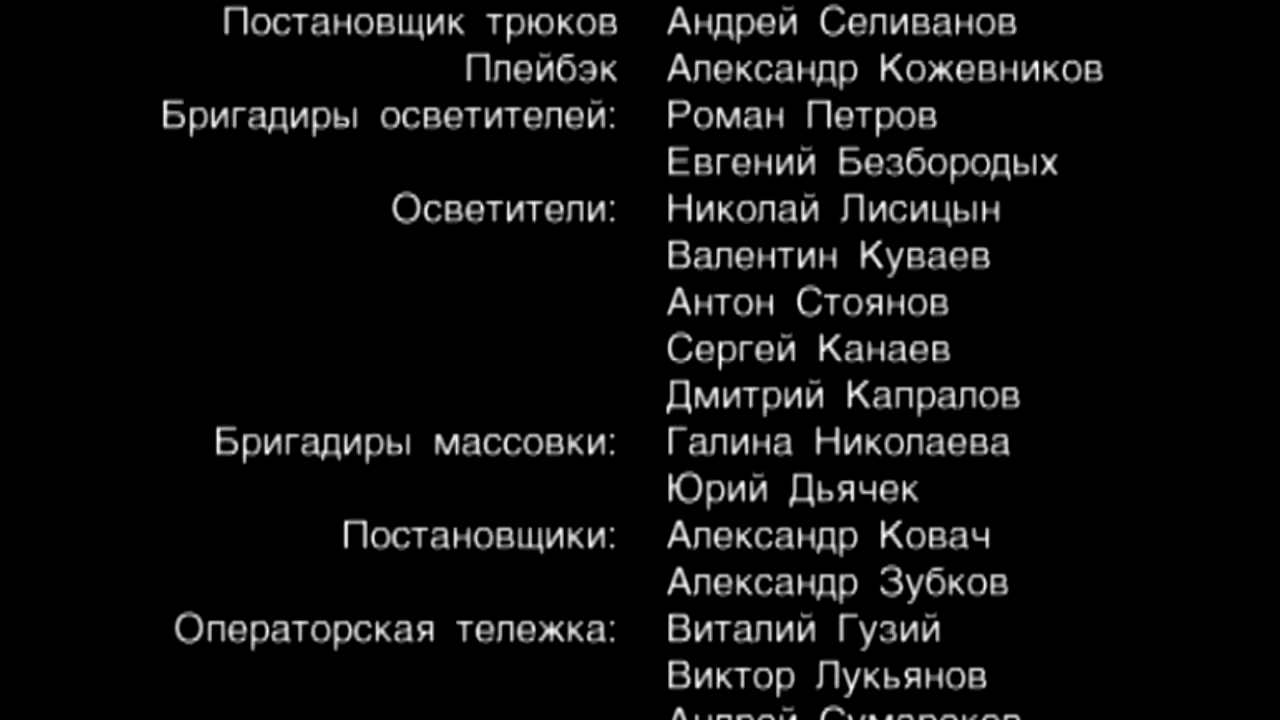 Постановщик трюков Андрей Селиванов
Плейбэк Александр Кожевников
Бригадиры осветителей: Роман Петров
Евгений Безбородых
Осветители: Николай Лисицын
Валентин Куваев
Антон Стоянов
Сергей Канаев
Дмитрий Капралов
Бригадиры массовки: Галина Николаева
Юрий Дьячек
Постановщики: Александр Ковач
Александр Зубков
Операторская тележка: Виталий Гузий
Виктор Лукьянов
Андрей